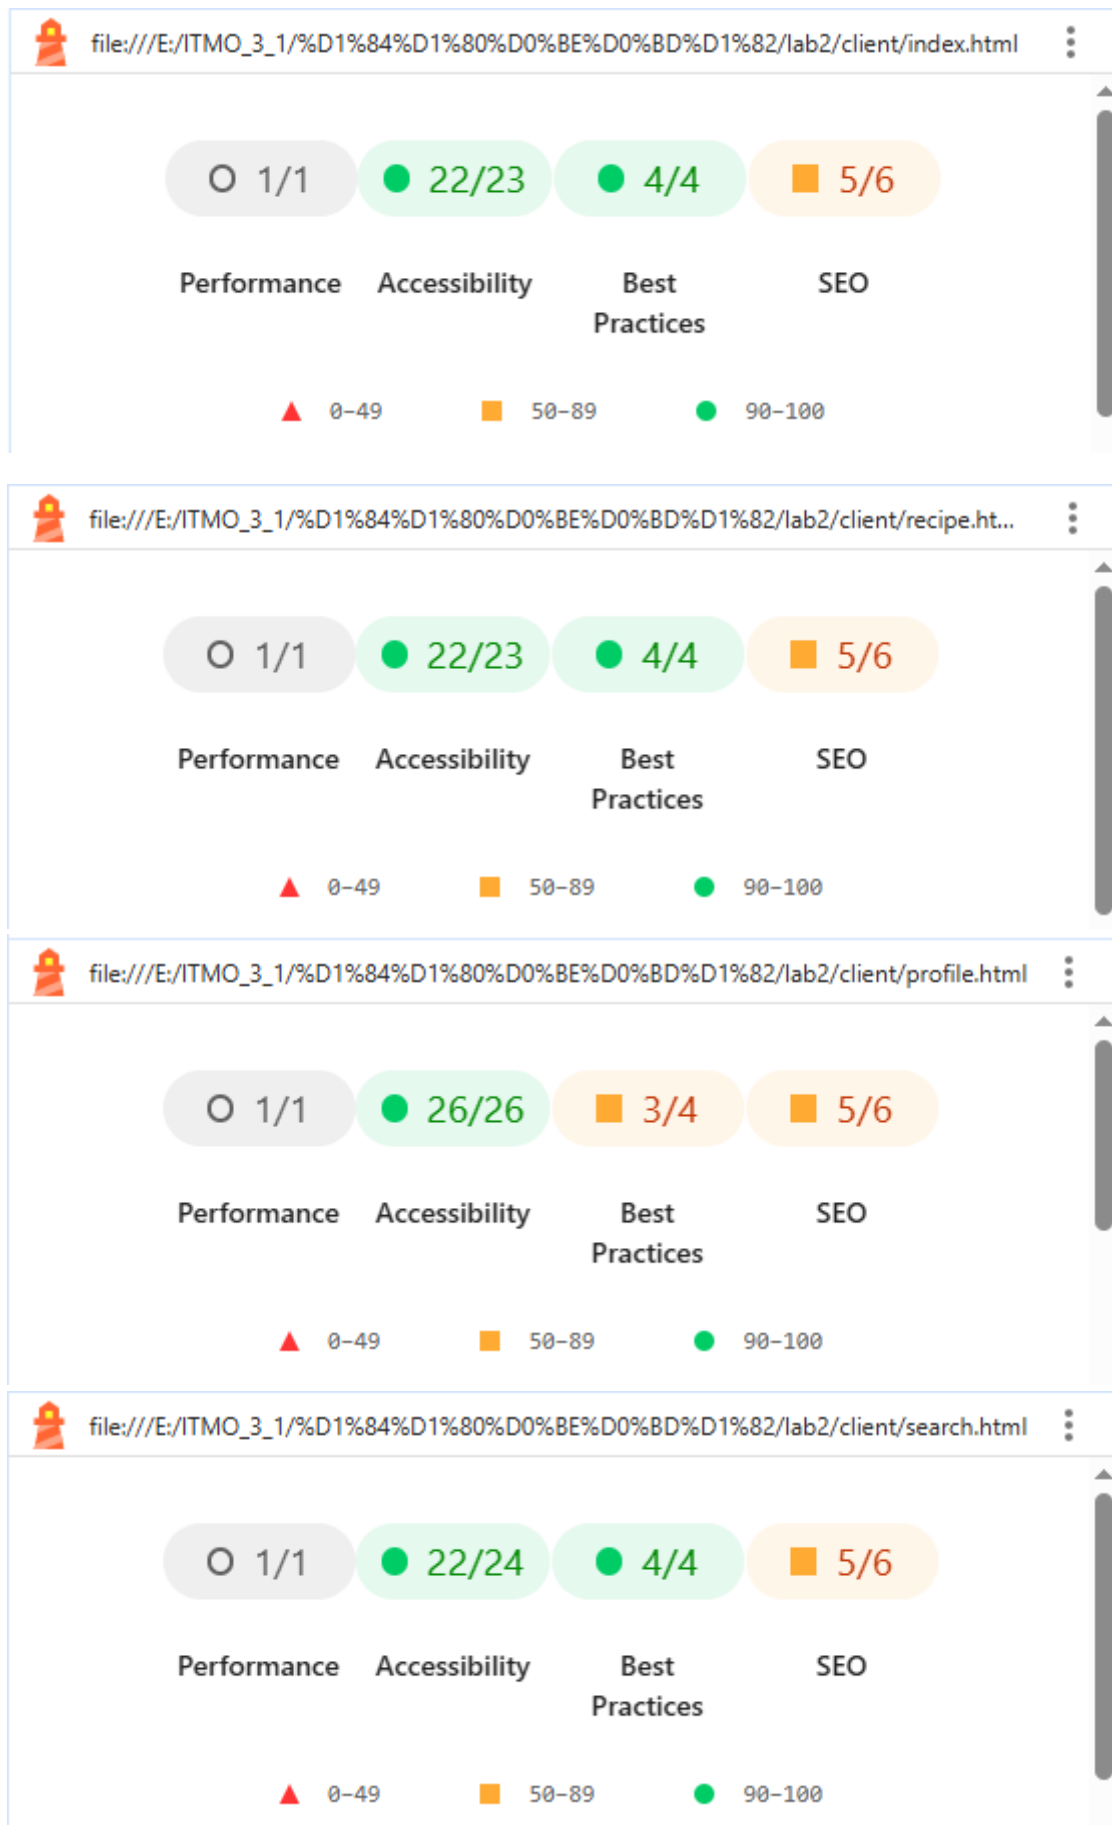 file:///E:/ITMO_3_1/%D1%84%D1%80%D0%BE%D0%BD%D1%82/lab2/client/index.html
1/1 22/23 4/4 5/6
Performance Accessibility Best Practices SEO
0–49 50–89 90–100
file:///E:/ITMO_3_1/%D1%84%D1%80%D0%BE%D0%BD%D1%82/lab2/client/recipe.ht...
1/1 22/23 4/4 5/6
Performance Accessibility Best Practices SEO
0–49 50–89 90–100
file:///E:/ITMO_3_1/%D1%84%D1%80%D0%BE%D0%BD%D1%82/lab2/client/profile.html
1/1 26/26 3/4 5/6
Performance Accessibility Best Practices SEO
0–49 50–89 90–100
file:///E:/ITMO_3_1/%D1%84%D1%80%D0%BE%D0%BD%D1%82/lab2/client/search.html
1/1 22/24 4/4 5/6
Performance Accessibility Best Practices SEO
0–49 50–89 90–100